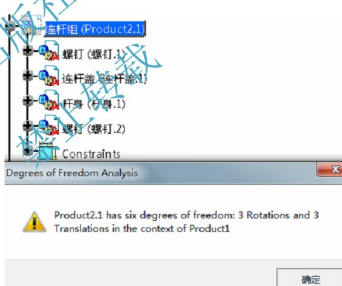 连杆组 (Product2.1)
螺钉 (螺钉.1)
连杆盖 (连杆盖.1)
杆身 (杆身.1)
螺钉 (螺钉.2)
Constraints
Degrees of Freedom Analysis
Product2.1 has six degrees of freedom: 3 Rotations and 3
Translations in the context of Product1
确定